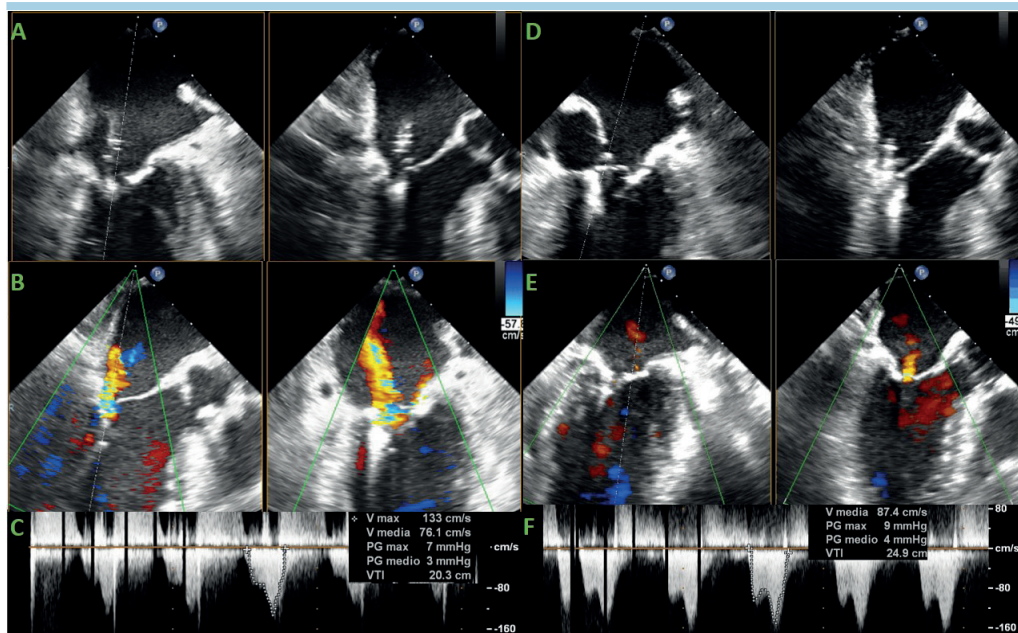 A
D
P
P
P
P
B
E
-57.
cm/s
-49
P
P
P
P
C
V max 133 cm/s
V media 76.1 cm/s
PG max 7 mmHg
PG medio 3 mmHg
VTI 20.3 cm
cm/s
-80
-160
F
V media 87.4 cm/s
PG max 9 mmHg
PG medio 4 mmHg
VTI 24.9 cm
80
cm/s
-80
-160